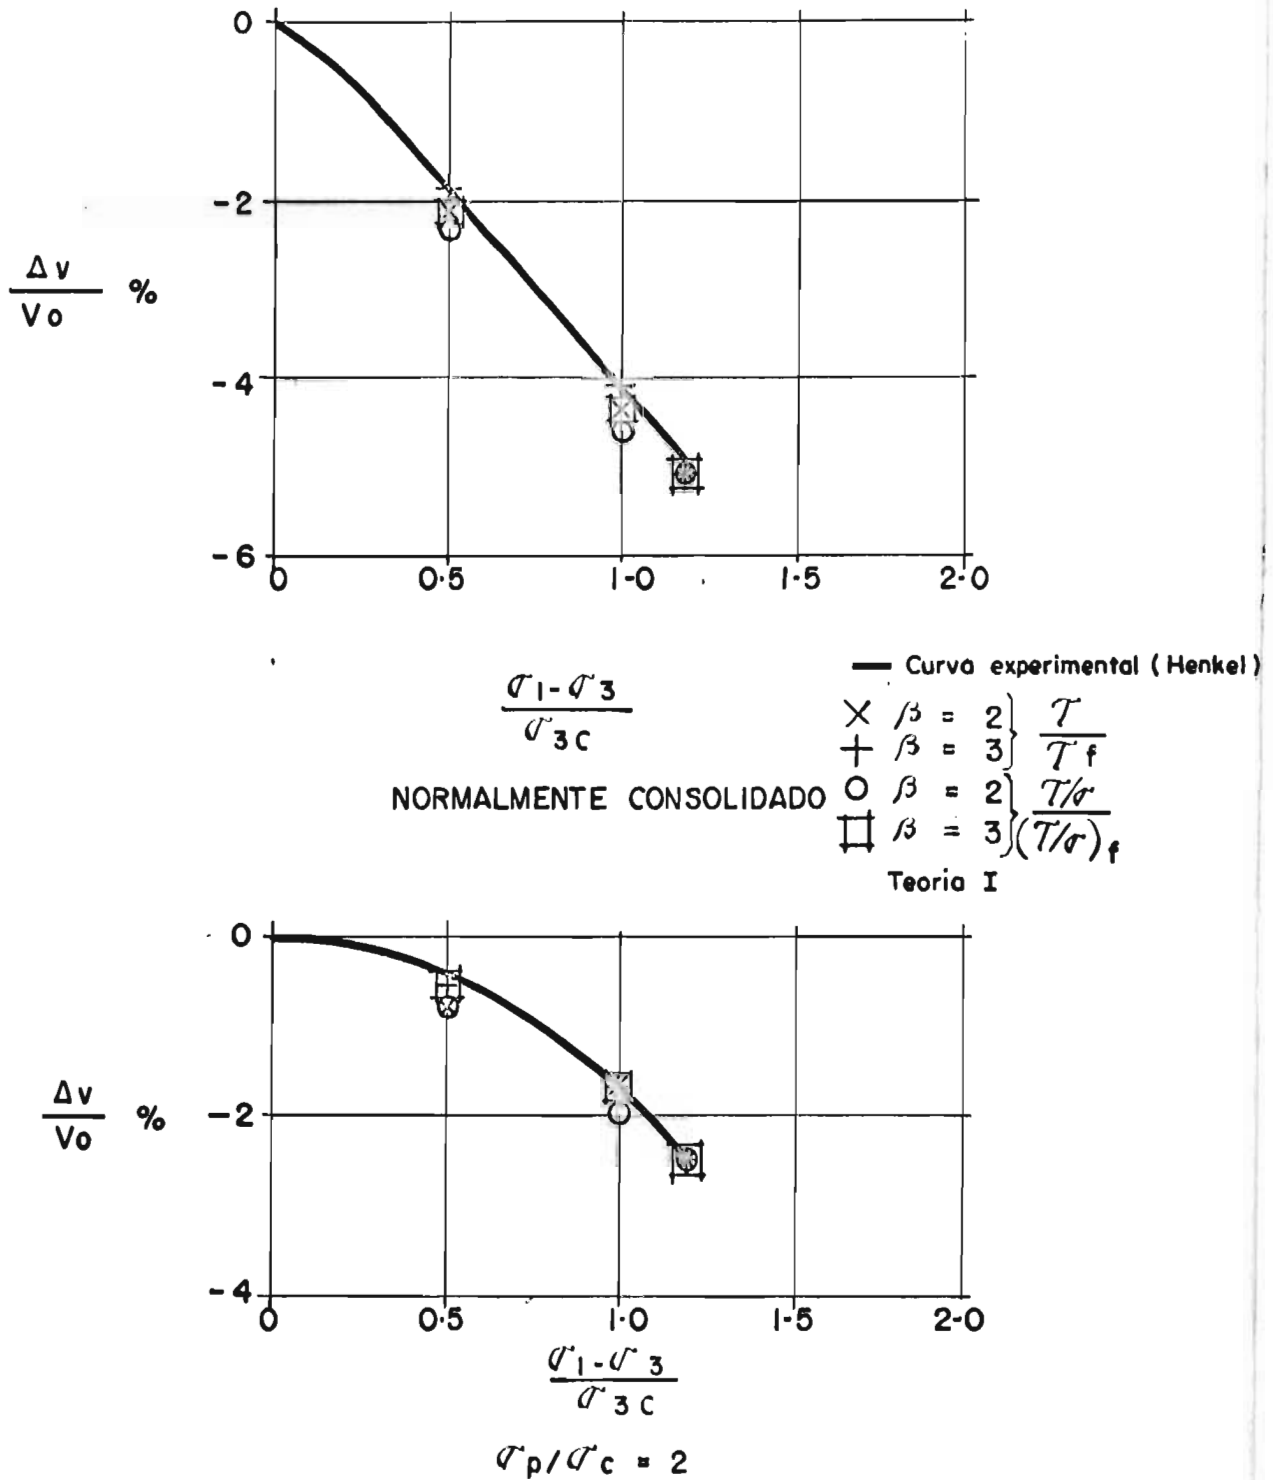 0
-2
Δv
Vo
%
-4
-6
0
0·5
1·0
1·5
2·0
σ1-σ3
σ3C
Curva experimental (Henkel)
× β = 2
+ β = 3
τ
τf
NORMALMENTE CONSOLIDADO
O β = 2
□ β = 3
τ/σ
(τ/σ)f
Teoria I
0
Δv
Vo
%
-2
-4
0
0·5
1·0
1·5
2·0
σ1-σ3
σ3C
σp/σc = 2